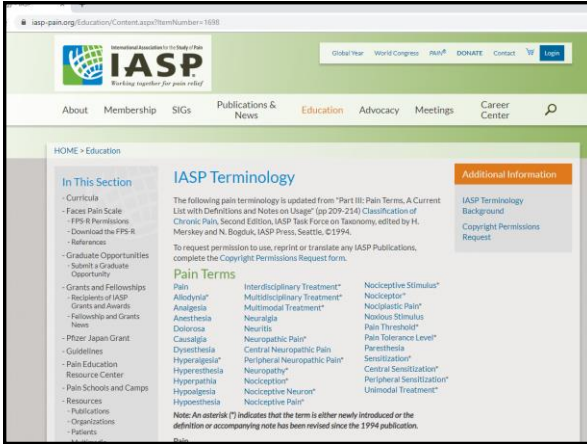 iasp-pain.org/Education/Content.aspx?ItemNumber=1698
International Association for the Study of Pain
IASP
Working together for pain relief
Global Year World Congress PAIN® DONATE Contact Login
About Membership SIGs Publications & News Education Advocacy Meetings Career Center
HOME > Education
In This Section
- Curricula
- Faces Pain Scale
- FPS-R Permissions
- Download the FPS-R
- References
- Graduate Opportunities
- Submit a Graduate
Opportunity
- Grants and Fellowships
- Recipients of IASP
Grants and Awards
- Fellowship and Grants
News
- Pfizer Japan Grant
- Guidelines
- Pain Education
Resource Center
- Pain Schools and Camps
- Resources
- Publications
- Organizations
- Patients
IASP Terminology
The following pain terminology is updated from "Part III: Pain Terms, A Current
List with Definitions and Notes on Usage" (pp 209-214) Classification of
Chronic Pain, Second Edition, IASP Task Force on Taxonomy, edited by H.
Merskey and N. Bogduk, IASP Press, Seattle, ©1994.
To request permission to use, reprint or translate any IASP Publications,
complete the Copyright Permissions Request form.
Pain Terms
Pain
Allodynia*
Analgesia
Anesthesia
Dolorosa
Causalgia
Dysesthesia
Hyperalgesia*
Hyperesthesia
Hyperpathia
Hypoalgesia
Hypoesthesia
Interdisciplinary Treatment*
Multidisciplinary Treatment*
Multimodal Treatment*
Neuralgia
Neuritis
Neuropathic Pain*
Central Neuropathic Pain
Peripheral Neuropathic Pain*
Neuropathy*
Nociception*
Nociceptive Neuron*
Nociceptive Pain*
Nociceptive Stimulus*
Nociceptor*
Nociplastic Pain*
Noxious Stimulus
Pain Threshold*
Pain Tolerance Level*
Paresthesia
Sensitization*
Central Sensitization*
Peripheral Sensitization*
Unimodal Treatment*
Note: An asterisk (*) indicates that the term is either newly introduced or the
definition or accompanying note has been revised since the 1994 publication.
Pain
Additional Information
IASP Terminology
Background
Copyright Permissions
Request